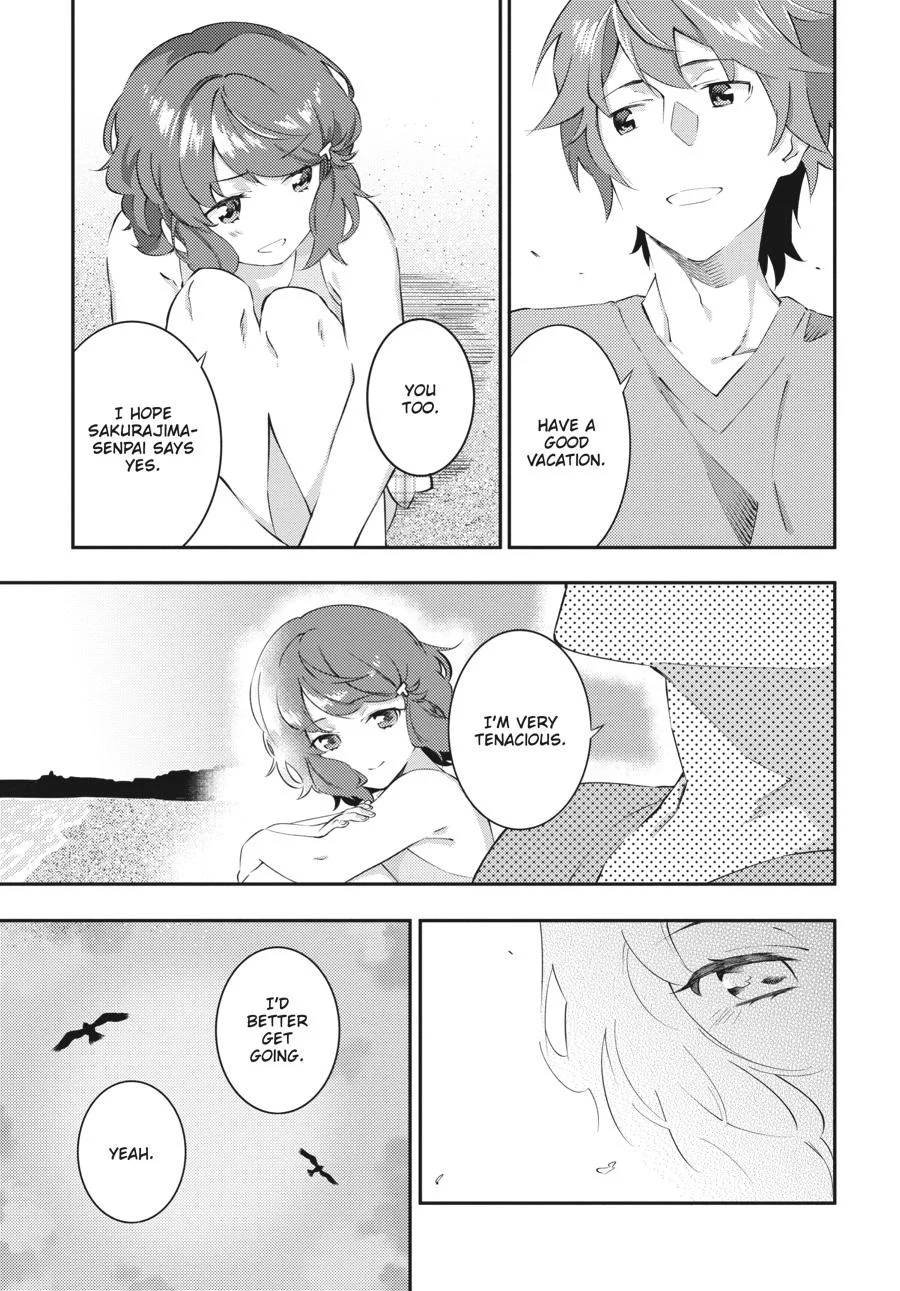 HAVE A
GOOD
VACATION.
YOU
TOO.
I HOPE
SAKURAJIMA-
SENPAI SAYS
YES.
I'M VERY
TENACIOUS.
I'D
BETTER
GET
GOING.
YEAH.